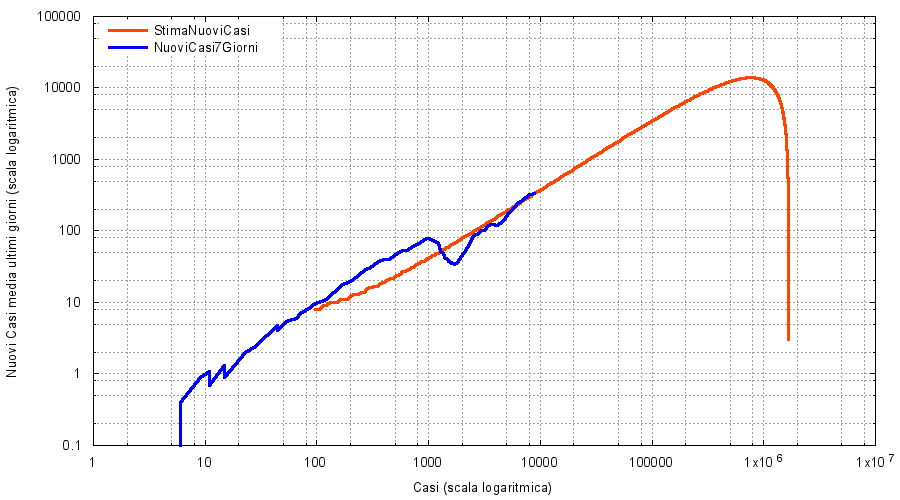 100000
10000
1000
100
10
1
0.1
Nuovi Casi media ultimi giorni (scala logaritmica)
StimaNuoviCasi
NuoviCasi7Giorni
1 10 100 1000 10000 100000 1x10^6 1x10^7
Casi (scala logaritmica)